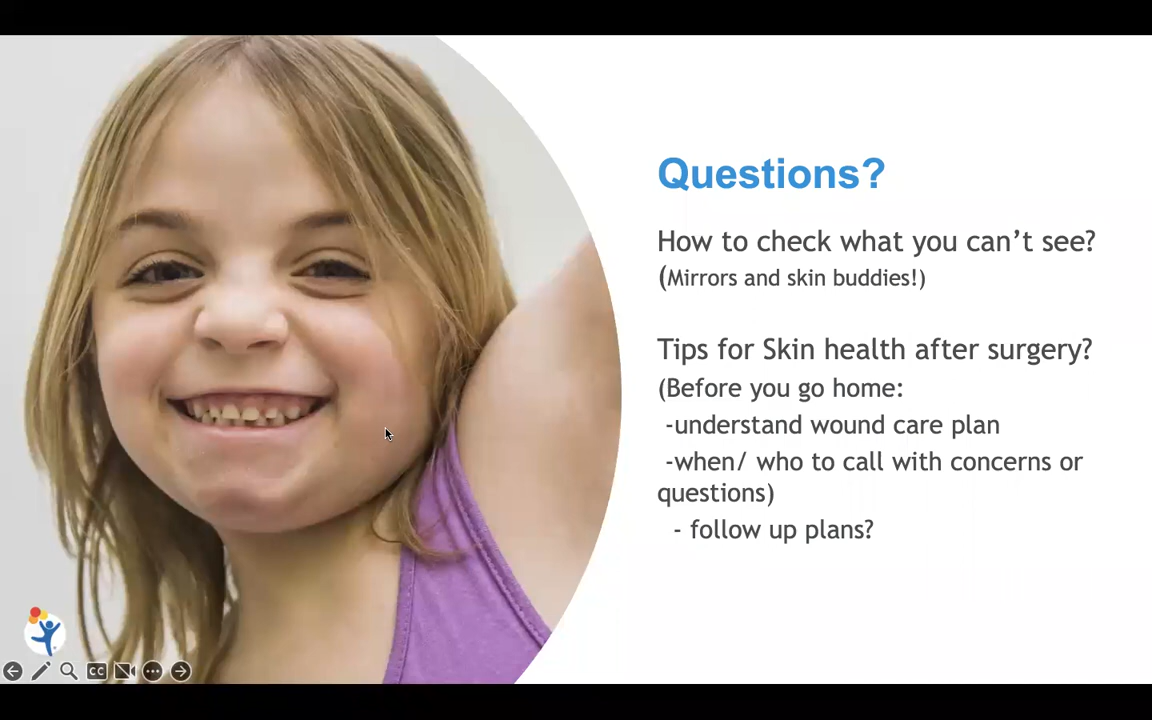 Questions?
How to check what you can’t see?
(Mirrors and skin buddies!)
Tips for Skin health after surgery?
(Before you go home:
-understand wound care plan
-when/ who to call with concerns or
questions)
- follow up plans?
CC